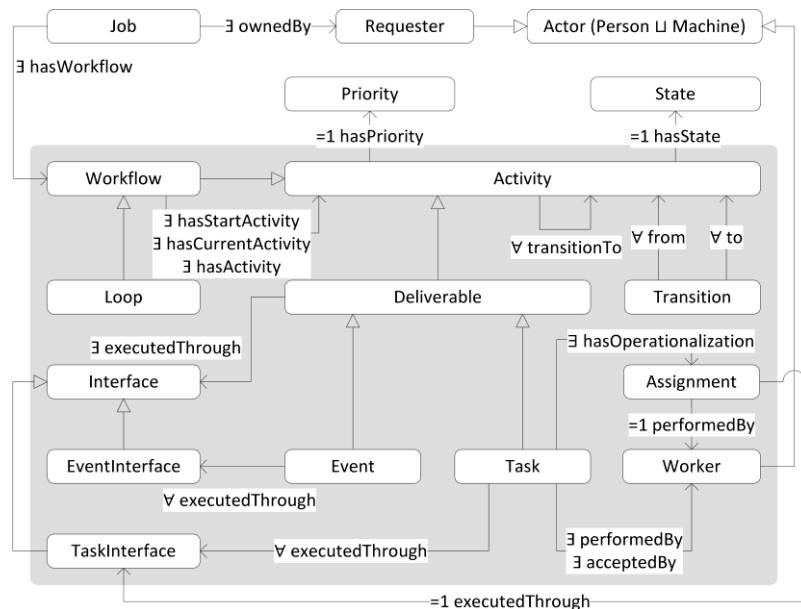 Job
∃ ownedBy
Requester
Actor (Person ⊔ Machine)
∃ hasWorkflow
Priority
State
=1 hasPriority
=1 hasState
Workflow
Activity
∃ hasStartActivity
∃ hasCurrentActivity
∃ hasActivity
∀ transitionTo
∀ from
∀ to
Loop
Deliverable
Transition
∃ executedThrough
∃ hasOperationalization
Interface
Assignment
=1 performedBy
EventInterface
Event
Task
Worker
∀ executedThrough
∃ performedBy
∃ acceptedBy
TaskInterface
∀ executedThrough
=1 executedThrough